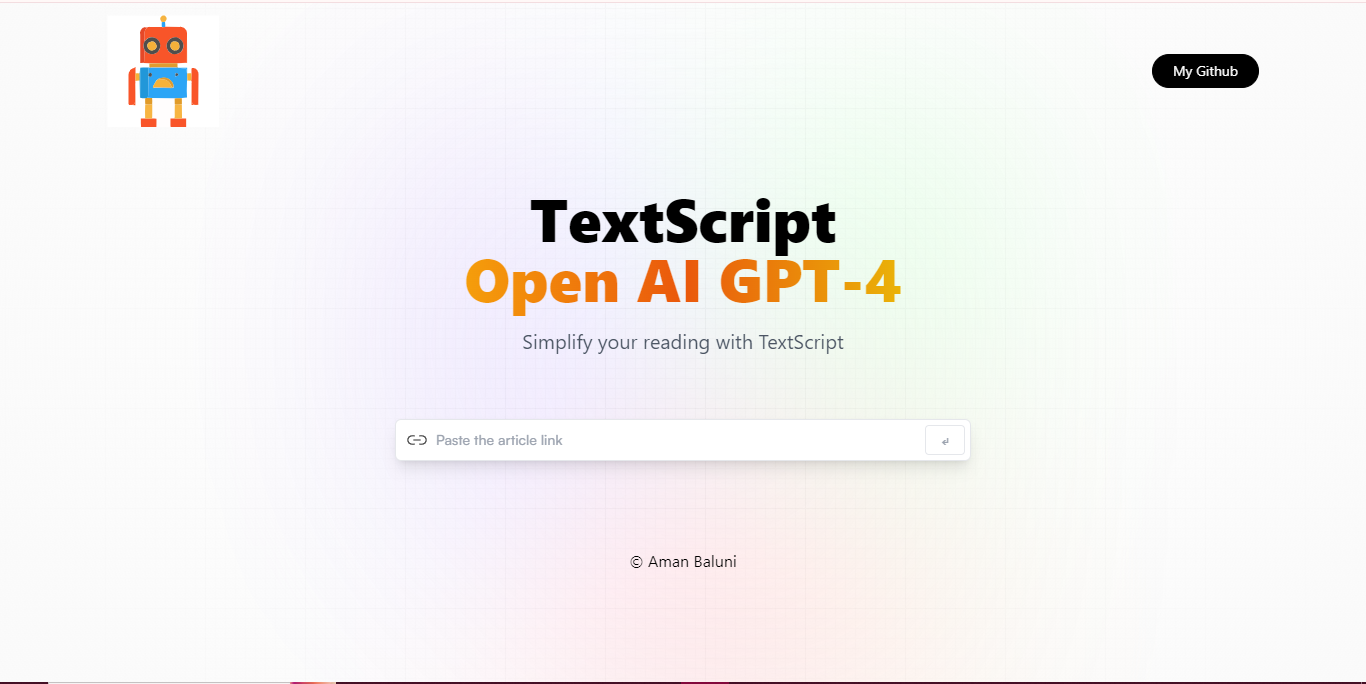 My Github
TextScript
Open AI GPT-4
Simplify your reading with TextScript
Paste the article link
↵
© Aman Baluni